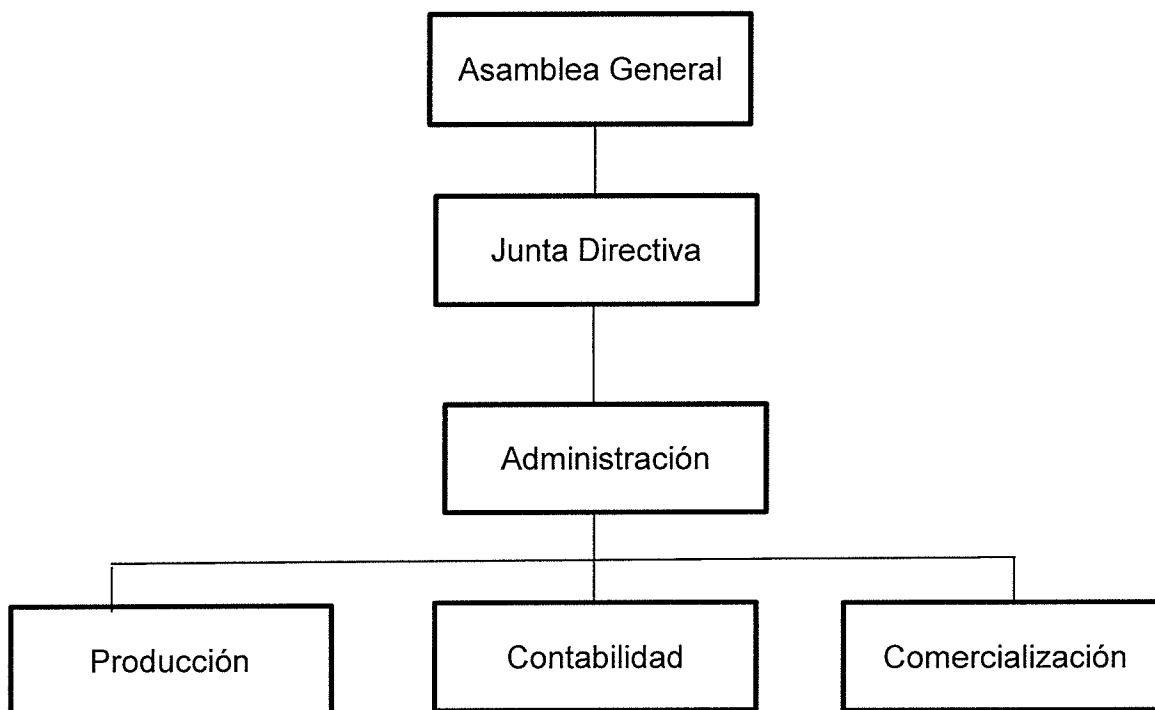 Asamblea General
Junta Directiva
Administración
Producción
Contabilidad
Comercialización